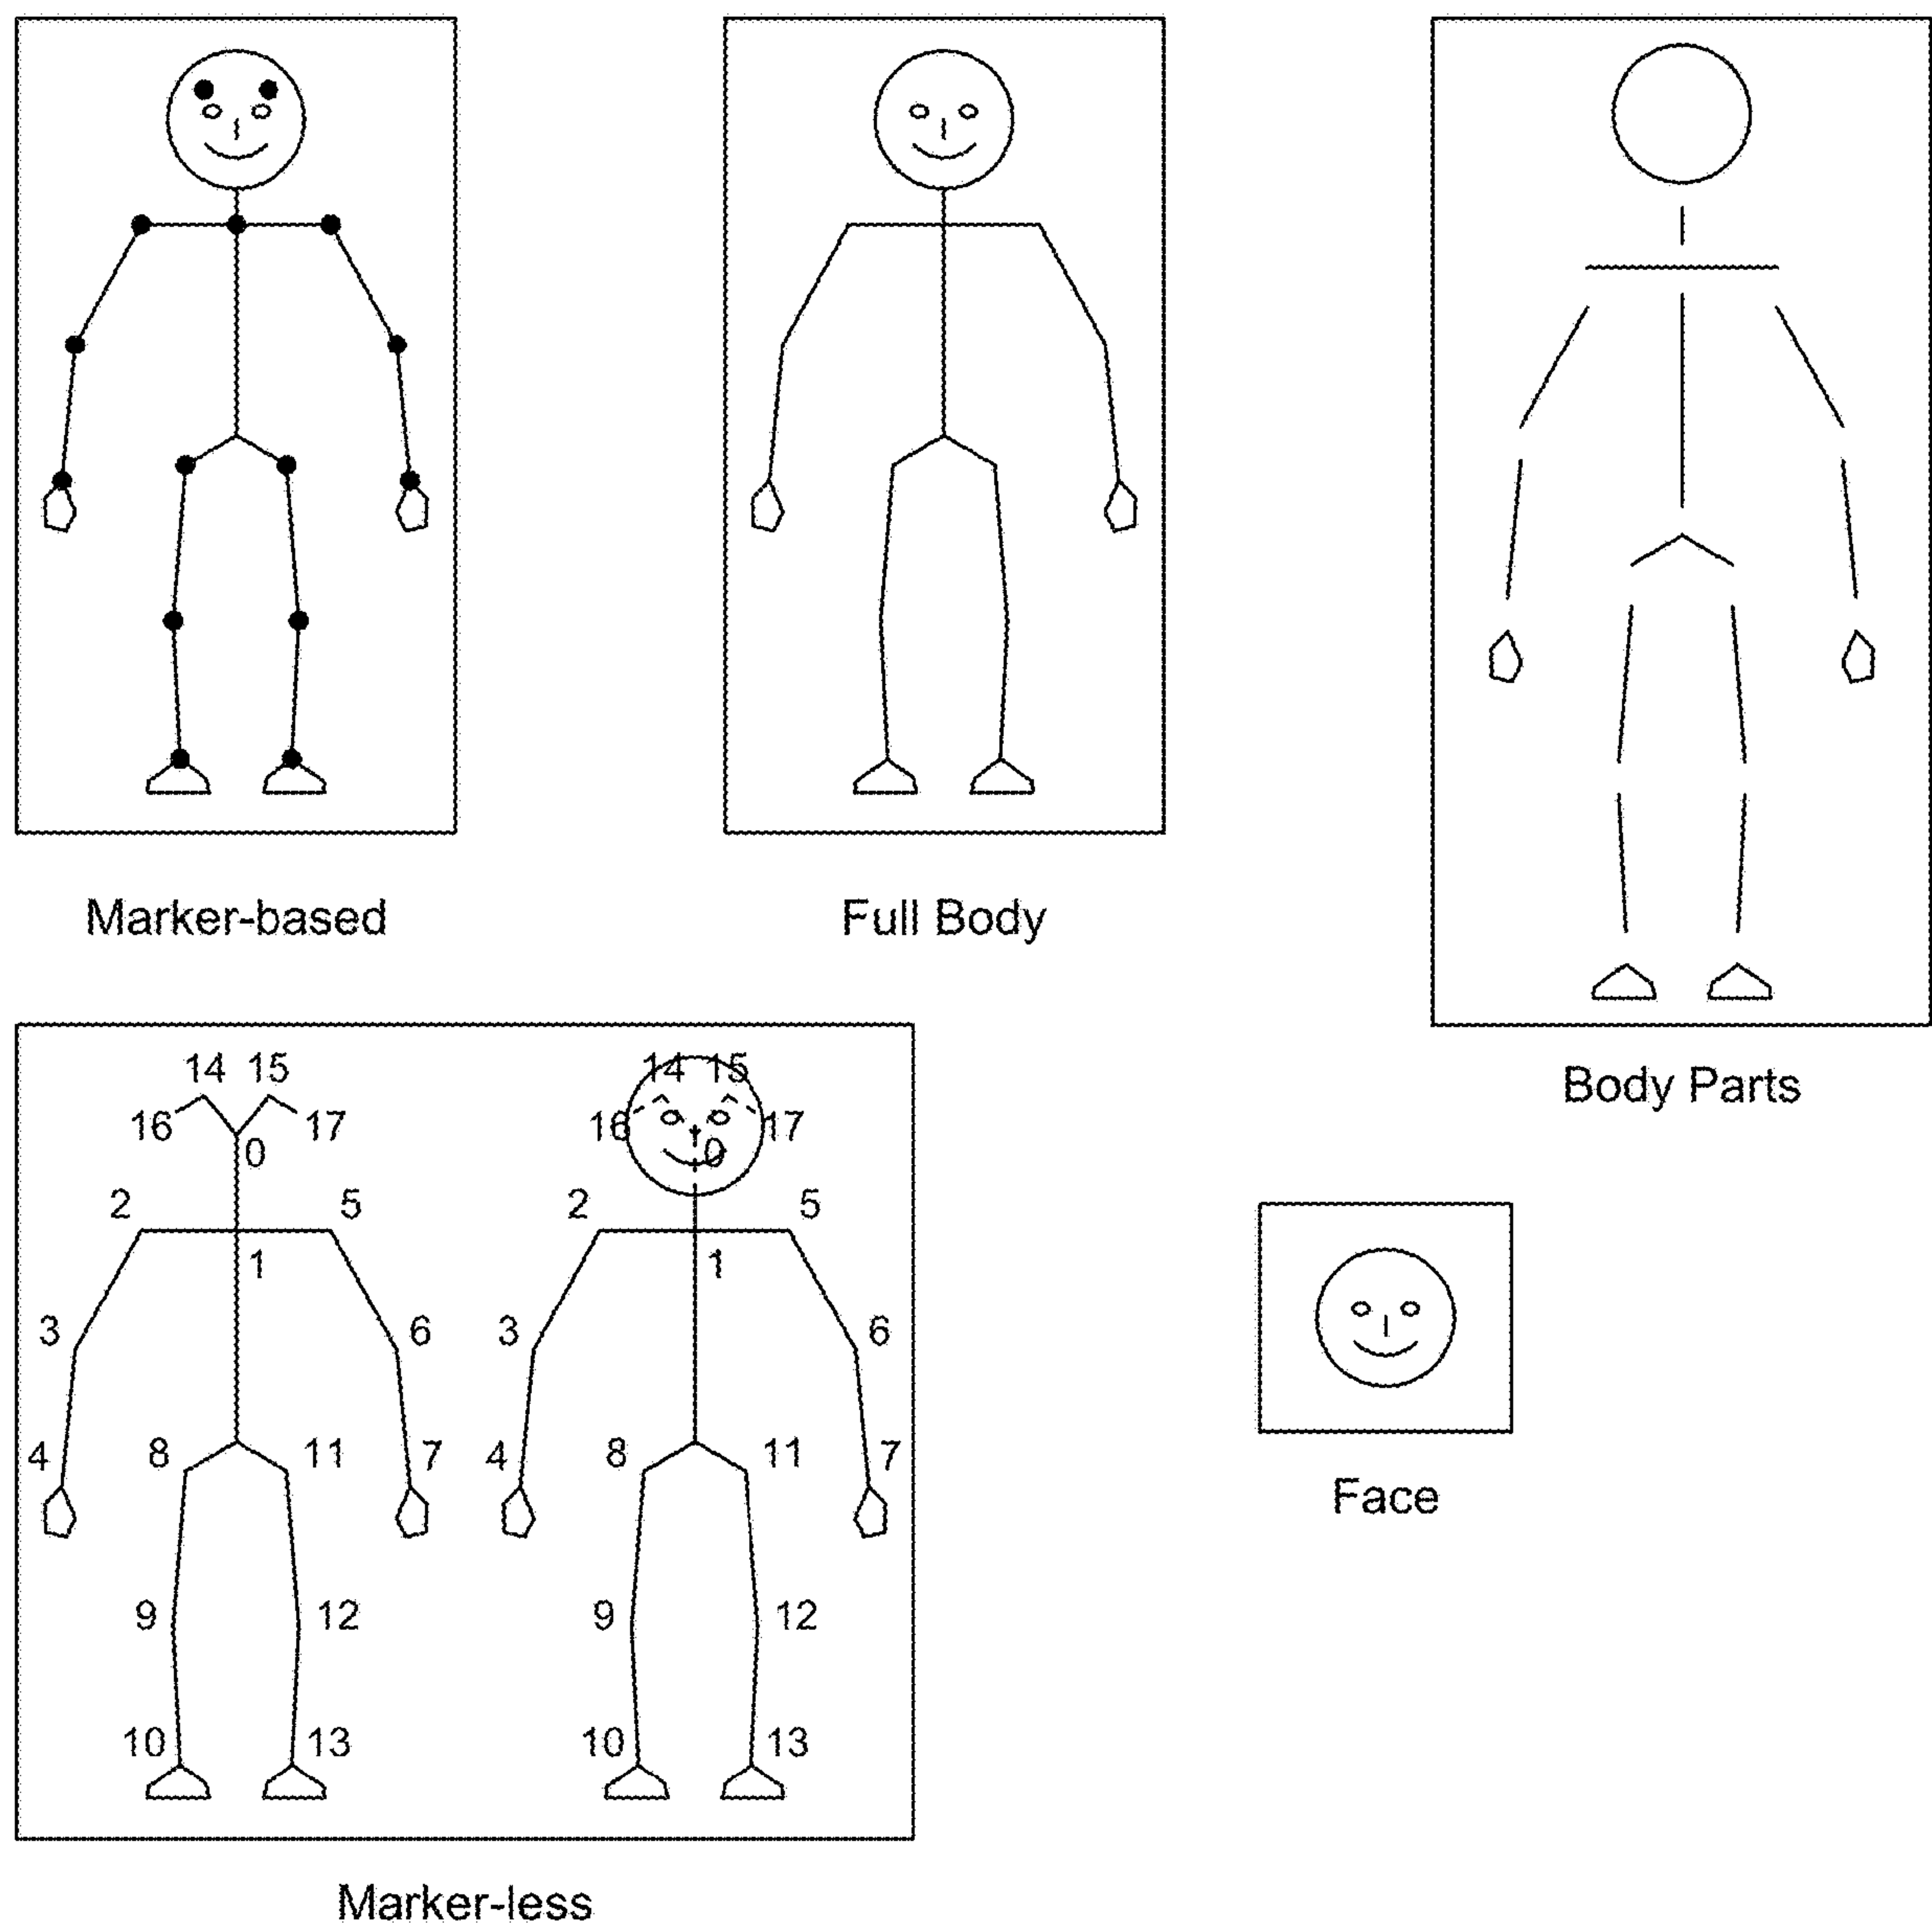 Marker-based
Full Body
Body Parts
14 15 14 15
16 17 16 17
0 0
2 5 2 5
1 1
3 6 3 6
4 8 11 7 4 8 11 7
9 12 9 12
10 13 10 13
Marker-less
Face